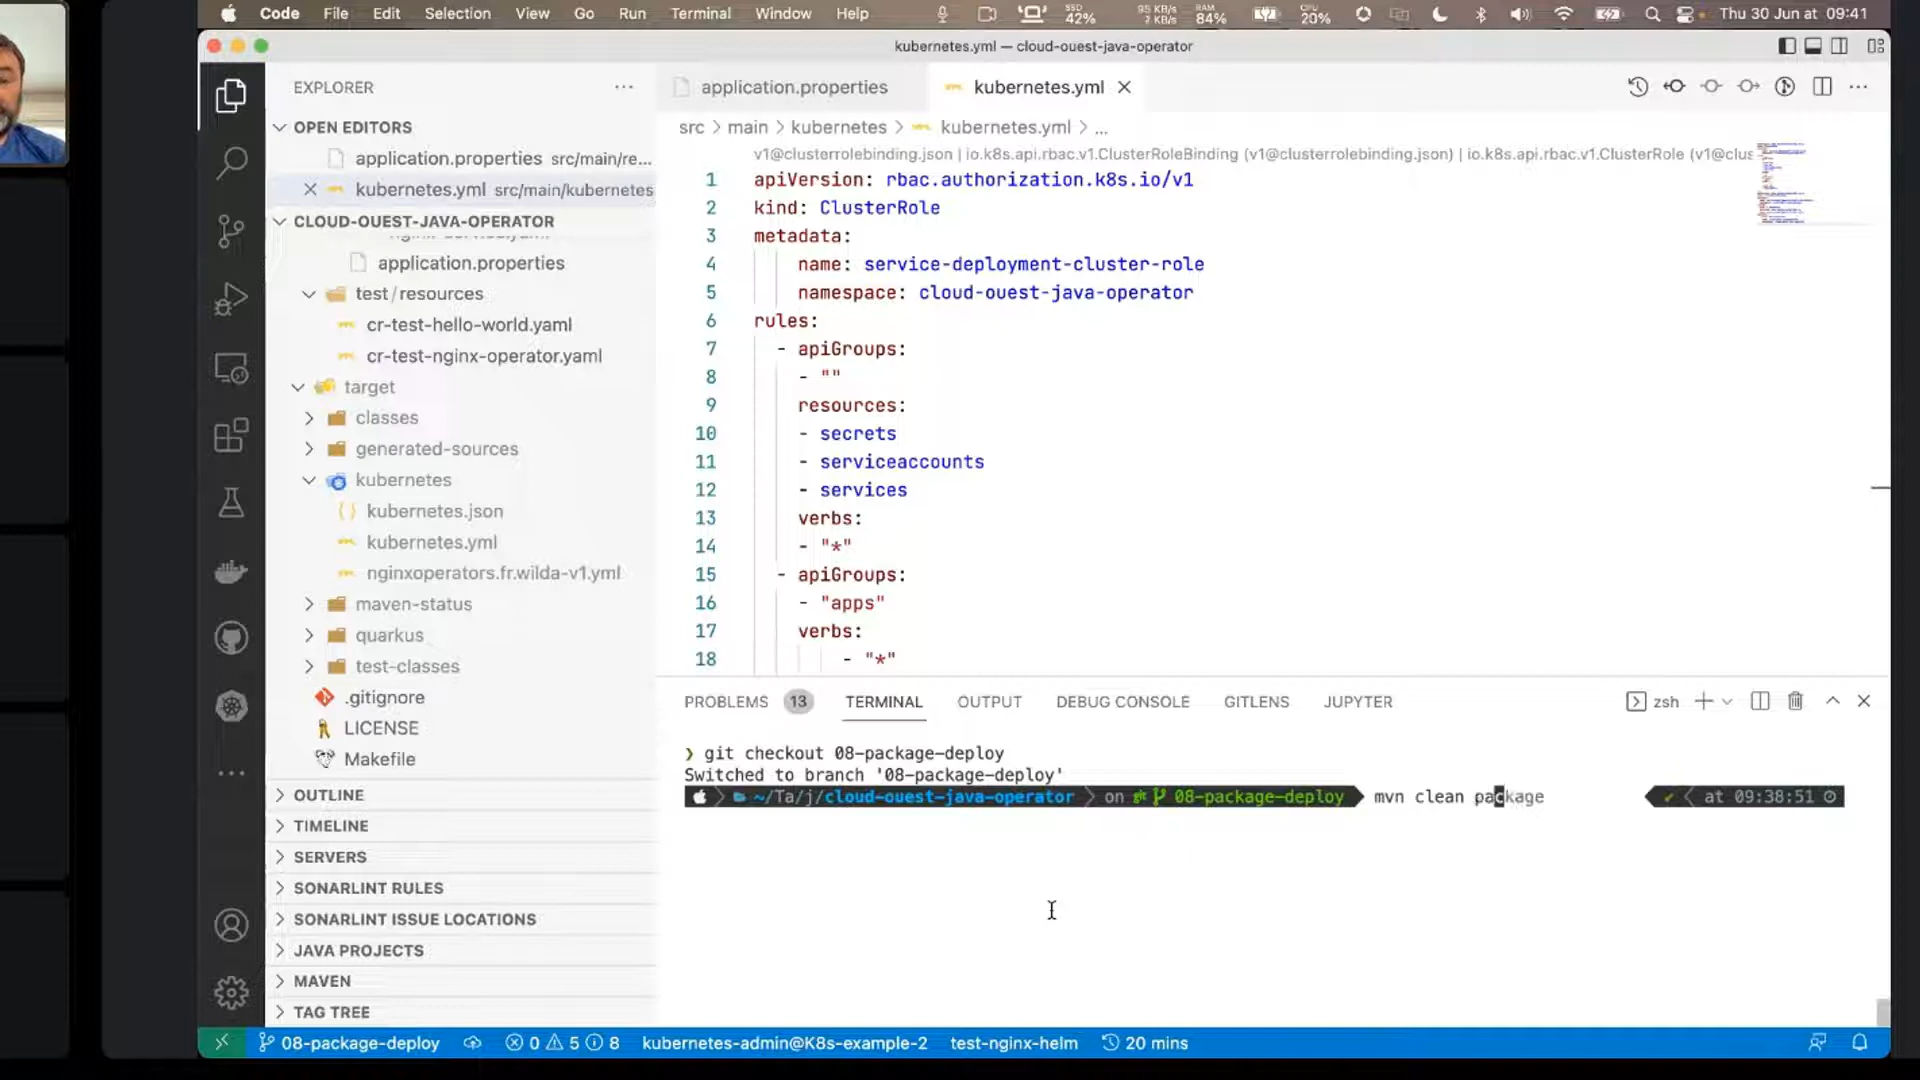 Code File Edit Selection View Go Run Terminal Window Help SSD 42% 95 KB/s 2 KB/s RAM 84% CPU 20% Thu 30 Jun at 09:41
kubernetes.yml — cloud-ouest-java-operator
EXPLORER
application.properties
kubernetes.yml
OPEN EDITORS
src > main > kubernetes > kubernetes.yml > ...
application.properties src/main/re...
v1@clusterrolebinding.json | io.k8s.api.rbac.v1.ClusterRoleBinding (v1@clusterrolebinding.json) | io.k8s.api.rbac.v1.ClusterRole (v1@clus
kubernetes.yml src/main/kubernetes
CLOUD-OUEST-JAVA-OPERATOR
application.properties
test/resources
cr-test-hello-world.yaml
cr-test-nginx-operator.yaml
target
classes
generated-sources
kubernetes
kubernetes.json
kubernetes.yml
nginxoperators.fr.wilda-v1.yml
maven-status
quarkus
test-classes
.gitignore
LICENSE
Makefile
OUTLINE
TIMELINE
SERVERS
SONARLINT RULES
SONARLINT ISSUE LOCATIONS
JAVA PROJECTS
MAVEN
TAG TREE
1 apiVersion: rbac.authorization.k8s.io/v1
2 kind: ClusterRole
3 metadata:
4 name: service-deployment-cluster-role
5 namespace: cloud-ouest-java-operator
6 rules:
7 - apiGroups:
8 - ""
9 resources:
10 - secrets
11 - serviceaccounts
12 - services
13 verbs:
14 - "*"
15 - apiGroups:
16 - "apps"
17 verbs:
18 - "*"
PROBLEMS 13 TERMINAL OUTPUT DEBUG CONSOLE GITLENS JUPYTER zsh
❯ git checkout 08-package-deploy
Switched to branch '08-package-deploy'
~/Ta/j/cloud-ouest-java-operator on 08-package-deploy mvn clean package ✔ at 09:38:51
08-package-deploy 0 5 8 kubernetes-admin@K8s-example-2 test-nginx-helm 20 mins